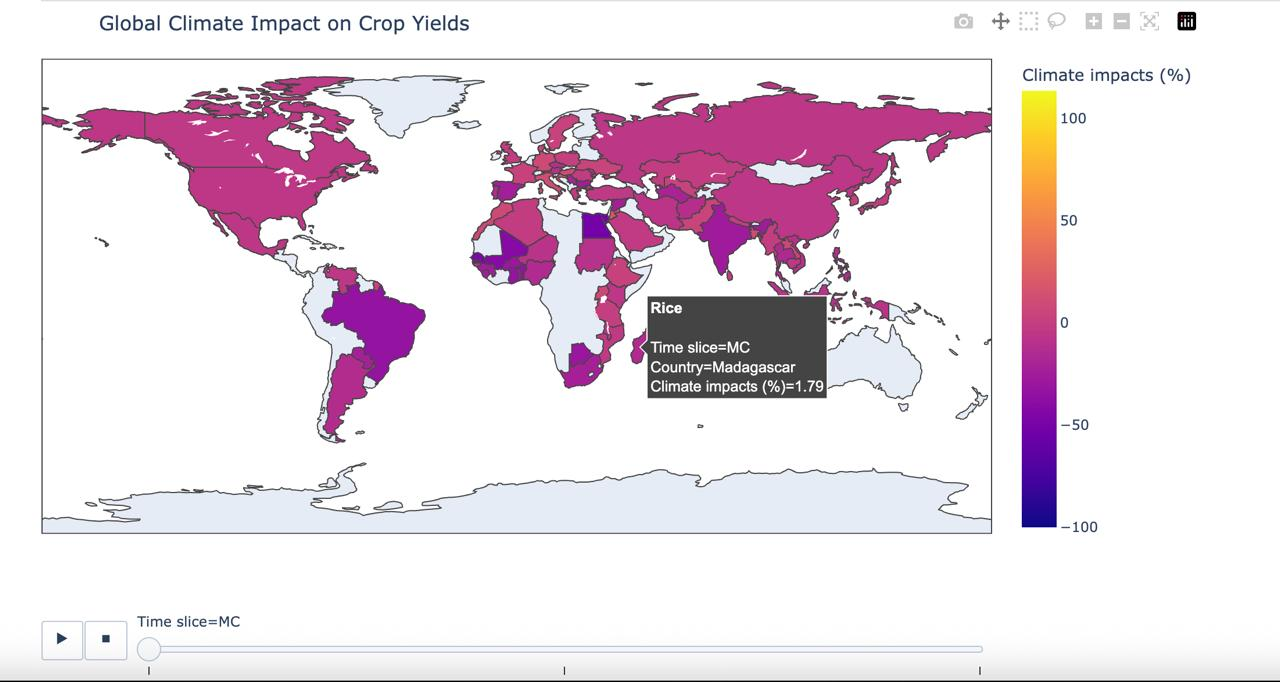 Global Climate Impact on Crop Yields
Climate impacts (%)
100
50
0
−50
−100
Rice
Time slice=MC
Country=Madagascar
Climate impacts (%)=1.79
Time slice=MC